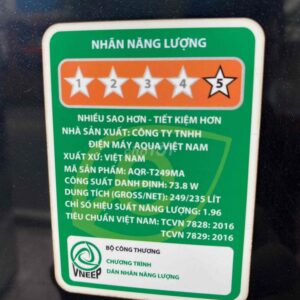 NHÃN NĂNG LƯỢNG
1 2 3 4 5
NHIỀU SAO HƠN - TIẾT KIỆM HƠN
NHÀ SẢN XUẤT: CÔNG TY TNHH
ĐIỆN MÁY AQUA VIỆT NAM
XUẤT XỨ: VIỆT NAM
MÃ SẢN PHẨM: AQR-T249MA
CÔNG SUẤT DANH ĐỊNH: 73.8 W
DUNG TÍCH (GROSS/NET): 249/235 LÍT
CHỈ SỐ HIỆU SUẤT NĂNG LƯỢNG: 1.96
TIÊU CHUẨN VIỆT NAM: TCVN 7828: 2016
TCVN 7829: 2016
BỘ CÔNG THƯƠNG
CHƯƠNG TRÌNH
DÁN NHÃN NĂNG LƯỢNG
VNEEP